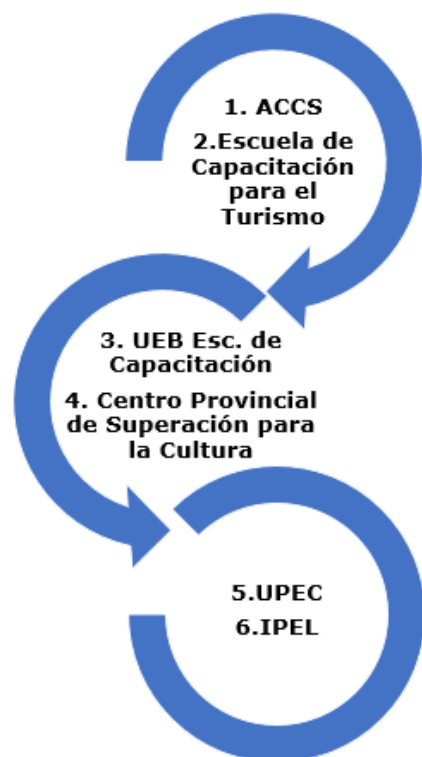 1. ACCS
2.Escuela de
Capacitación
para el
Turismo
3. UEB Esc. de
Capacitación
4. Centro Provincial
de Superación para
la Cultura
5.UPEC
6.IPEL